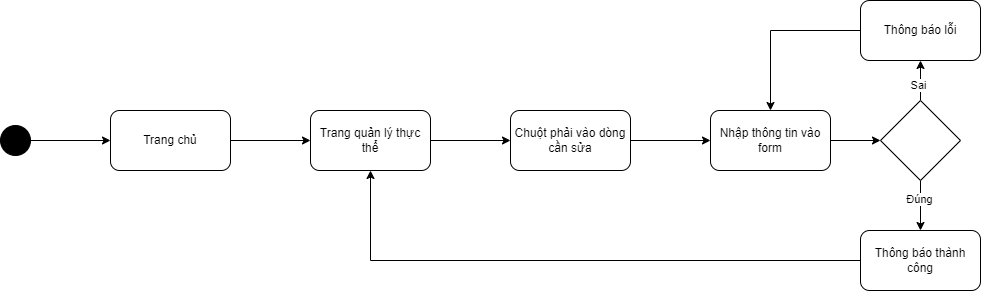 Thông báo lỗi
Sai
Trang chủ
Trang quản lý thực
thể
Chuột phải vào dòng
cần sửa
Nhập thông tin vào
form
Đúng
Thông báo thành
công